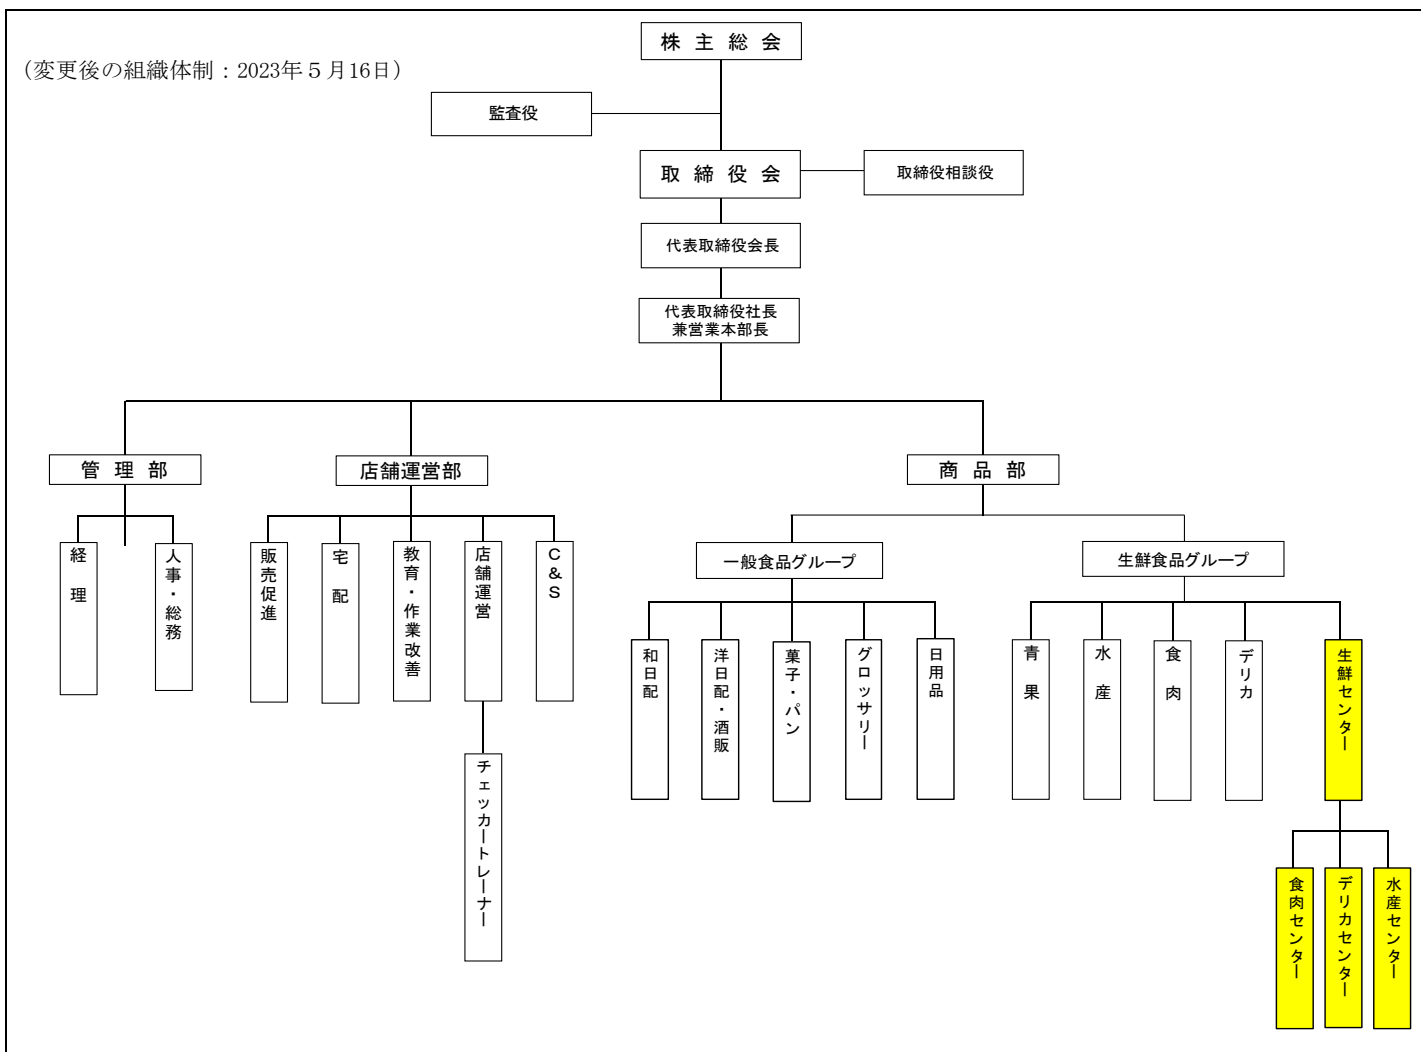 株主総会
（変更後の組織体制：2023年５月16日）
監査役
取締役会
取締役相談役
代表取締役会長
代表取締役社長
兼営業本部長
管理部
店舗運営部
商品部
経理
人事・総務
販売促進
宅配
教育・作業改善
店舗運営
C&S
チェッカートレーナー
一般食品グループ
生鮮食品グループ
和日配
洋日配・酒販
菓子・パン
グロッサリー
日用品
青果
水産
食肉
デリカ
生鮮センター
食肉センター
デリカセンター
水産センター